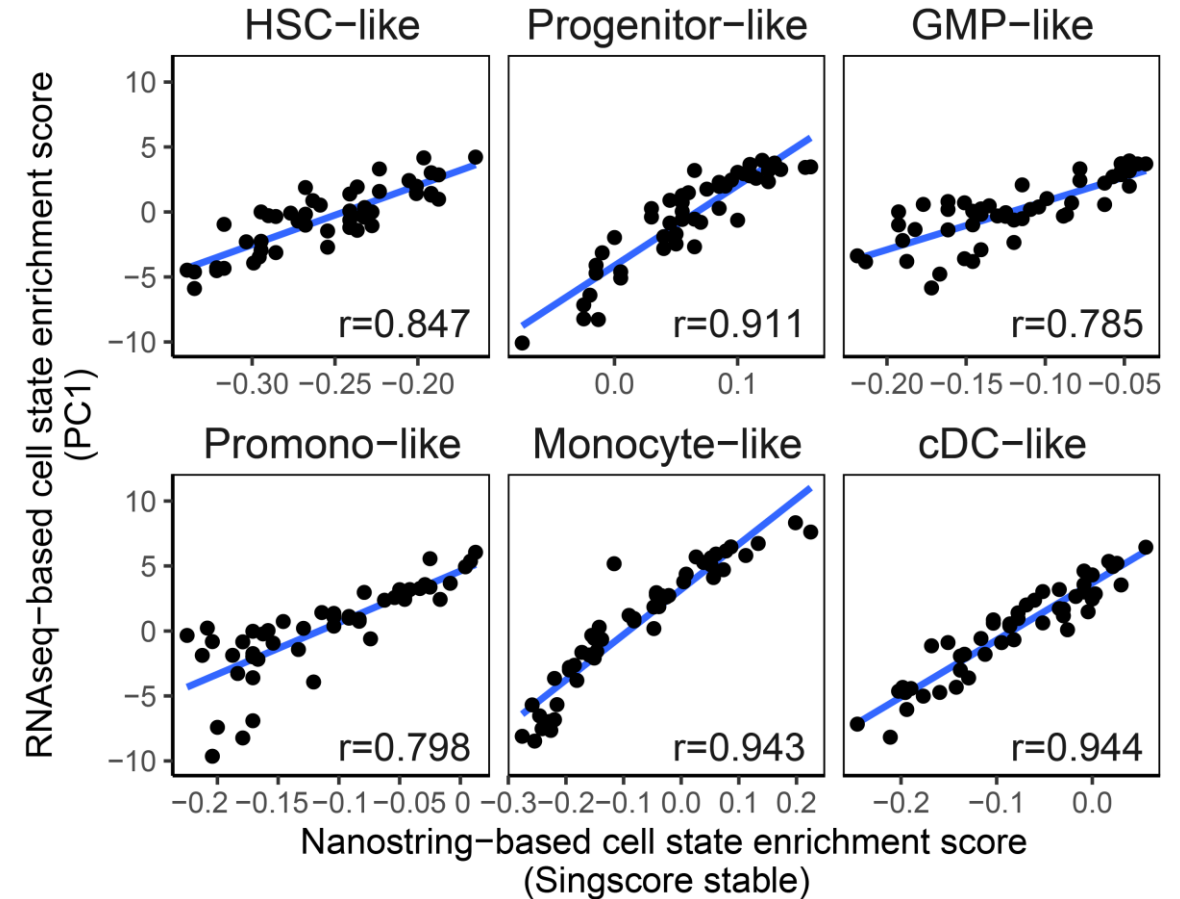 HSC−like Progenitor−like GMP−like
RNAseq−based cell state enrichment score
(PC1)
10
5
0
−5
−10
r=0.847 r=0.911 r=0.785
−0.30 −0.25 −0.20 0.0 0.1 −0.20 −0.15 −0.10 −0.05
Promono−like Monocyte−like cDC−like
10
5
0
−5
−10
r=0.798 r=0.943 r=0.944
−0.2 −0.15 −0.1 −0.05 0 −0.3 −0.2 −0.1 0.0 0.1 0.2 −0.2 −0.1 0.0
Nanostring−based cell state enrichment score
(Singscore stable)